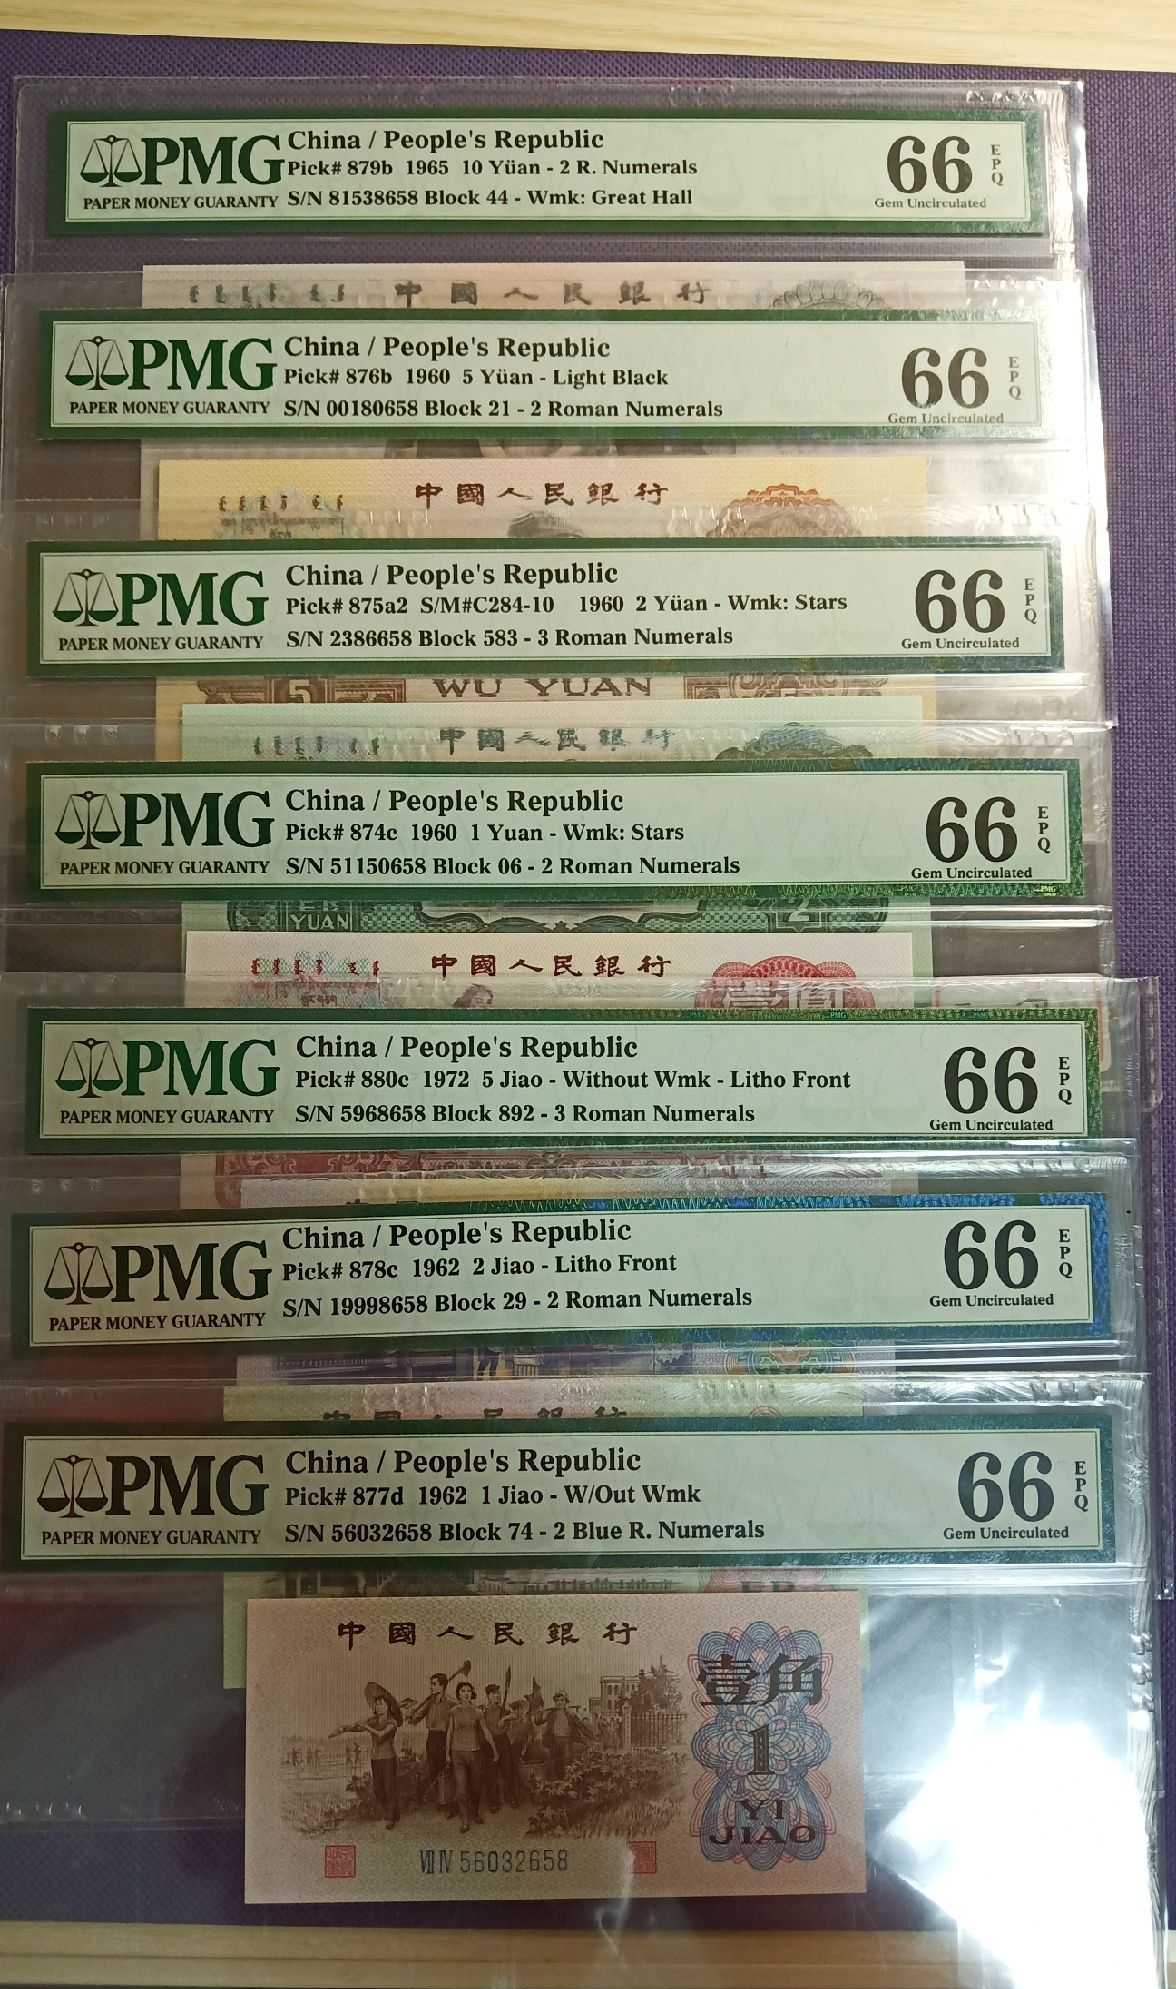 PMG
PAPER MONEY GUARANTY
China / People's Republic
Pick# 879b 1965 10 Yüan - 2 R. Numerals
S/N 81538658 Block 44 - Wmk: Great Hall
66 EPQ
Gem Uncirculated
中國人民銀行
PMG
PAPER MONEY GUARANTY
China / People's Republic
Pick# 876b 1960 5 Yüan - Light Black
S/N 00180658 Block 21 - 2 Roman Numerals
66 EPQ
Gem Uncirculated
中國人民銀行
PMG
PAPER MONEY GUARANTY
China / People's Republic
Pick# 875a2 S/M#C284-10 1960 2 Yüan - Wmk: Stars
S/N 2386658 Block 583 - 3 Roman Numerals
66 EPQ
Gem Uncirculated
5 WU YUAN
中國人民銀行
PMG
PAPER MONEY GUARANTY
China / People's Republic
Pick# 874c 1960 1 Yuan - Wmk: Stars
S/N 51150658 Block 06 - 2 Roman Numerals
66 EPQ
Gem Uncirculated
YUAN 2
中國人民銀行
PMG
PAPER MONEY GUARANTY
China / People's Republic
Pick# 880c 1972 5 Jiao - Without Wmk - Litho Front
S/N 5968658 Block 892 - 3 Roman Numerals
66 EPQ
Gem Uncirculated
PMG
PAPER MONEY GUARANTY
China / People's Republic
Pick# 878c 1962 2 Jiao - Litho Front
S/N 19998658 Block 29 - 2 Roman Numerals
66 EPQ
Gem Uncirculated
中國人民銀行
PMG
PAPER MONEY GUARANTY
China / People's Republic
Pick# 877d 1962 1 Jiao - W/Out Wmk
S/N 56032658 Block 74 - 2 Blue R. Numerals
66 EPQ
Gem Uncirculated
中國人民銀行
壹角
1
YI
JIAO
VII IV 56032658